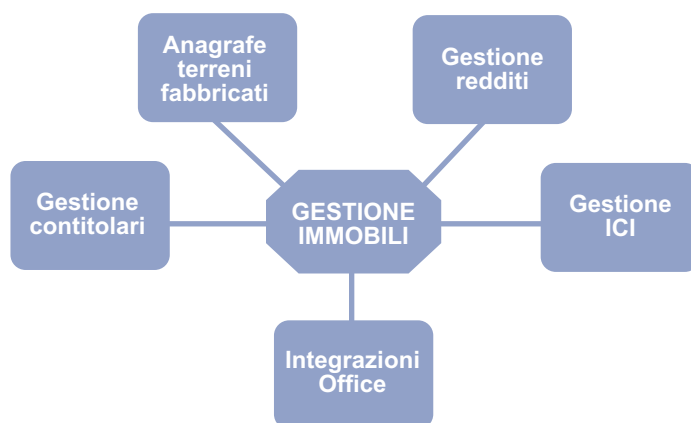 Anagrafe
terreni
fabbricati
Gestione
redditi
Gestione
contitolari
GESTIONE
IMMOBILI
Gestione
ICI
Integrazioni
Office